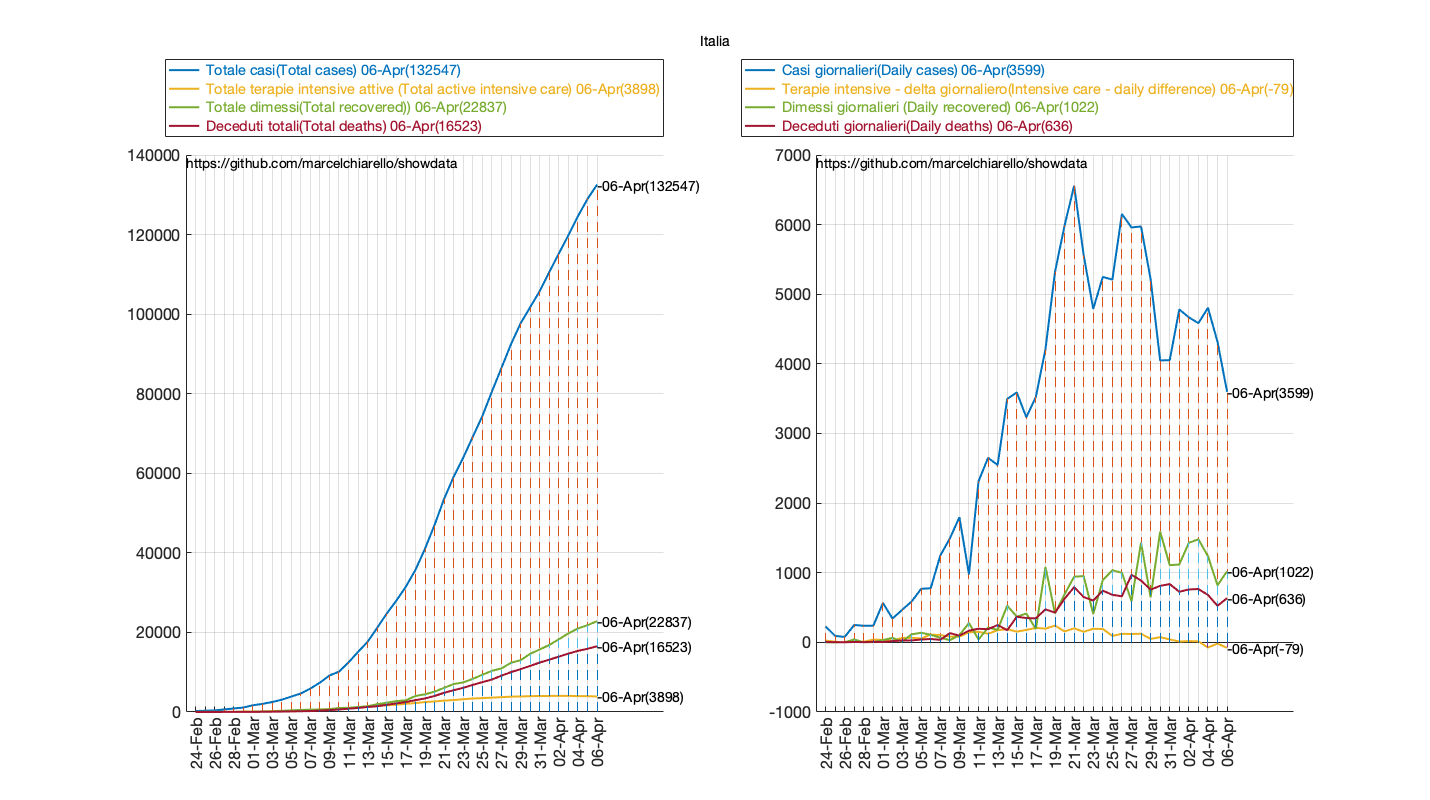 Italia
Totale casi(Total cases) 06-Apr(132547)
Totale terapie intensive attive (Total active intensive care) 06-Apr(3898)
Totale dimessi(Total recovered)) 06-Apr(22837)
Deceduti totali(Total deaths) 06-Apr(16523)
https://github.com/marcelchiarello/showdata
140000
120000
100000
80000
60000
40000
20000
0
-06-Apr(132547)
-06-Apr(22837)
-06-Apr(16523)
-06-Apr(3898)
24-Feb
26-Feb
28-Feb
01-Mar
03-Mar
05-Mar
07-Mar
09-Mar
11-Mar
13-Mar
15-Mar
17-Mar
19-Mar
21-Mar
23-Mar
25-Mar
27-Mar
29-Mar
31-Mar
02-Apr
04-Apr
06-Apr
Casi giornalieri(Daily cases) 06-Apr(3599)
Terapie intensive - delta giornaliero(Intensive care - daily difference) 06-Apr(-79)
Dimessi giornalieri (Daily recovered) 06-Apr(1022)
Deceduti giornalieri(Daily deaths) 06-Apr(636)
https://github.com/marcelchiarello/showdata
7000
6000
5000
4000
3000
2000
1000
0
-1000
-06-Apr(3599)
-06-Apr(1022)
-06-Apr(636)
-06-Apr(-79)
24-Feb
26-Feb
28-Feb
01-Mar
03-Mar
05-Mar
07-Mar
09-Mar
11-Mar
13-Mar
15-Mar
17-Mar
19-Mar
21-Mar
23-Mar
25-Mar
27-Mar
29-Mar
31-Mar
02-Apr
04-Apr
06-Apr